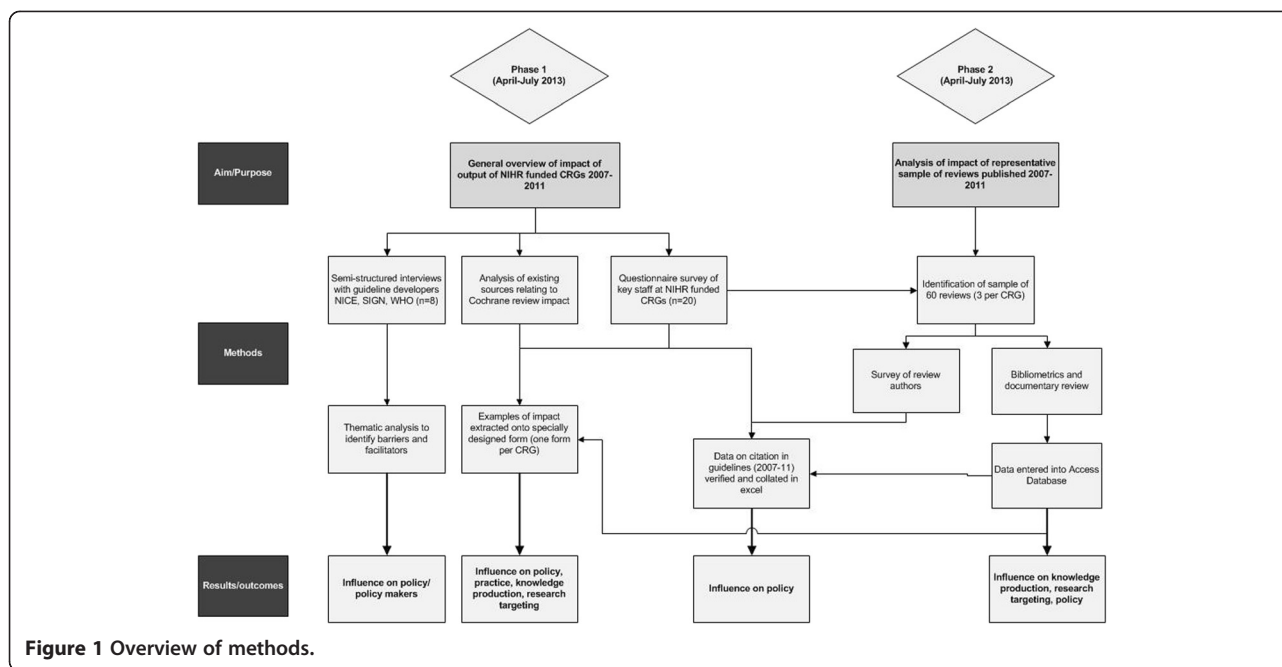 Phase 1
(April-July 2013)
Phase 2
(April-July 2013)
Aim/Purpose
General overview of impact of
output of NIHR funded CRGs 2007-
2011
Analysis of impact of representative
sample of reviews published 2007-
2011
Methods
Semi-structured interviews
with guideline developers
NICE, SIGN, WHO (n=8)
Analysis of existing
sources relating to
Cochrane review impact
Questionnaire survey of
key staff at NIHR funded
CRGs (n=20)
Identification of sample of
60 reviews (3 per CRG)
Survey of review
authors
Bibliometrics and
documentary review
Thematic analysis to
identify barriers and
facilitators
Examples of impact
extracted onto specially
designed form (one form
per CRG)
Data on citation in
guidelines (2007-11)
verified and collated in
excel
Data entered into Access
Database
Results/outcomes
Influence on policy/
policy makers
Influence on policy,
practice, knowledge
production, research
targeting
Influence on policy
Influence on knowledge
production, research
targeting, policy
Figure 1 Overview of methods.